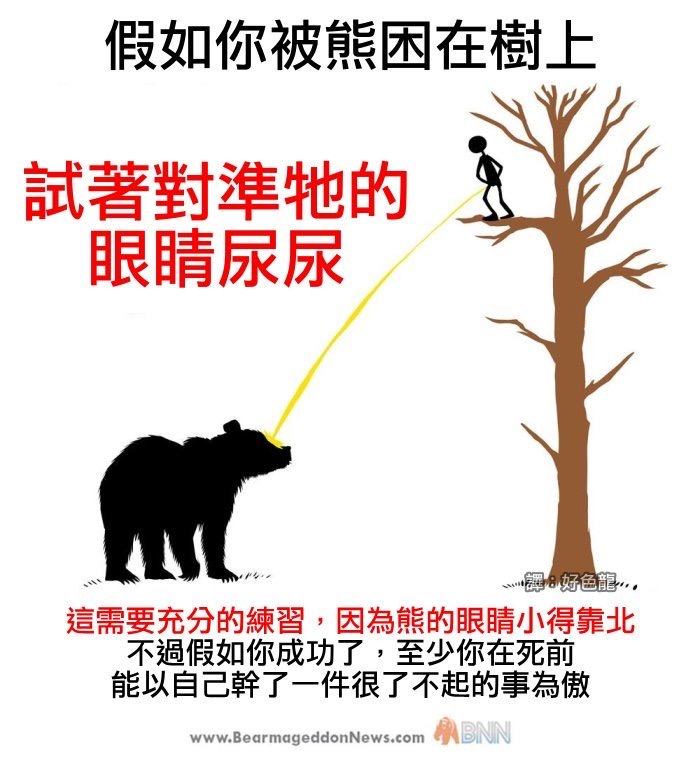 假如你被熊困在樹上
試著對準牠的
眼睛尿尿
譯：好色龍
這需要充分的練習，因為熊的眼睛小得靠北
不過假如你成功了，至少你在死前
能以自己幹了一件很了不起的事為傲
www.BearmageddonNews.com BNN